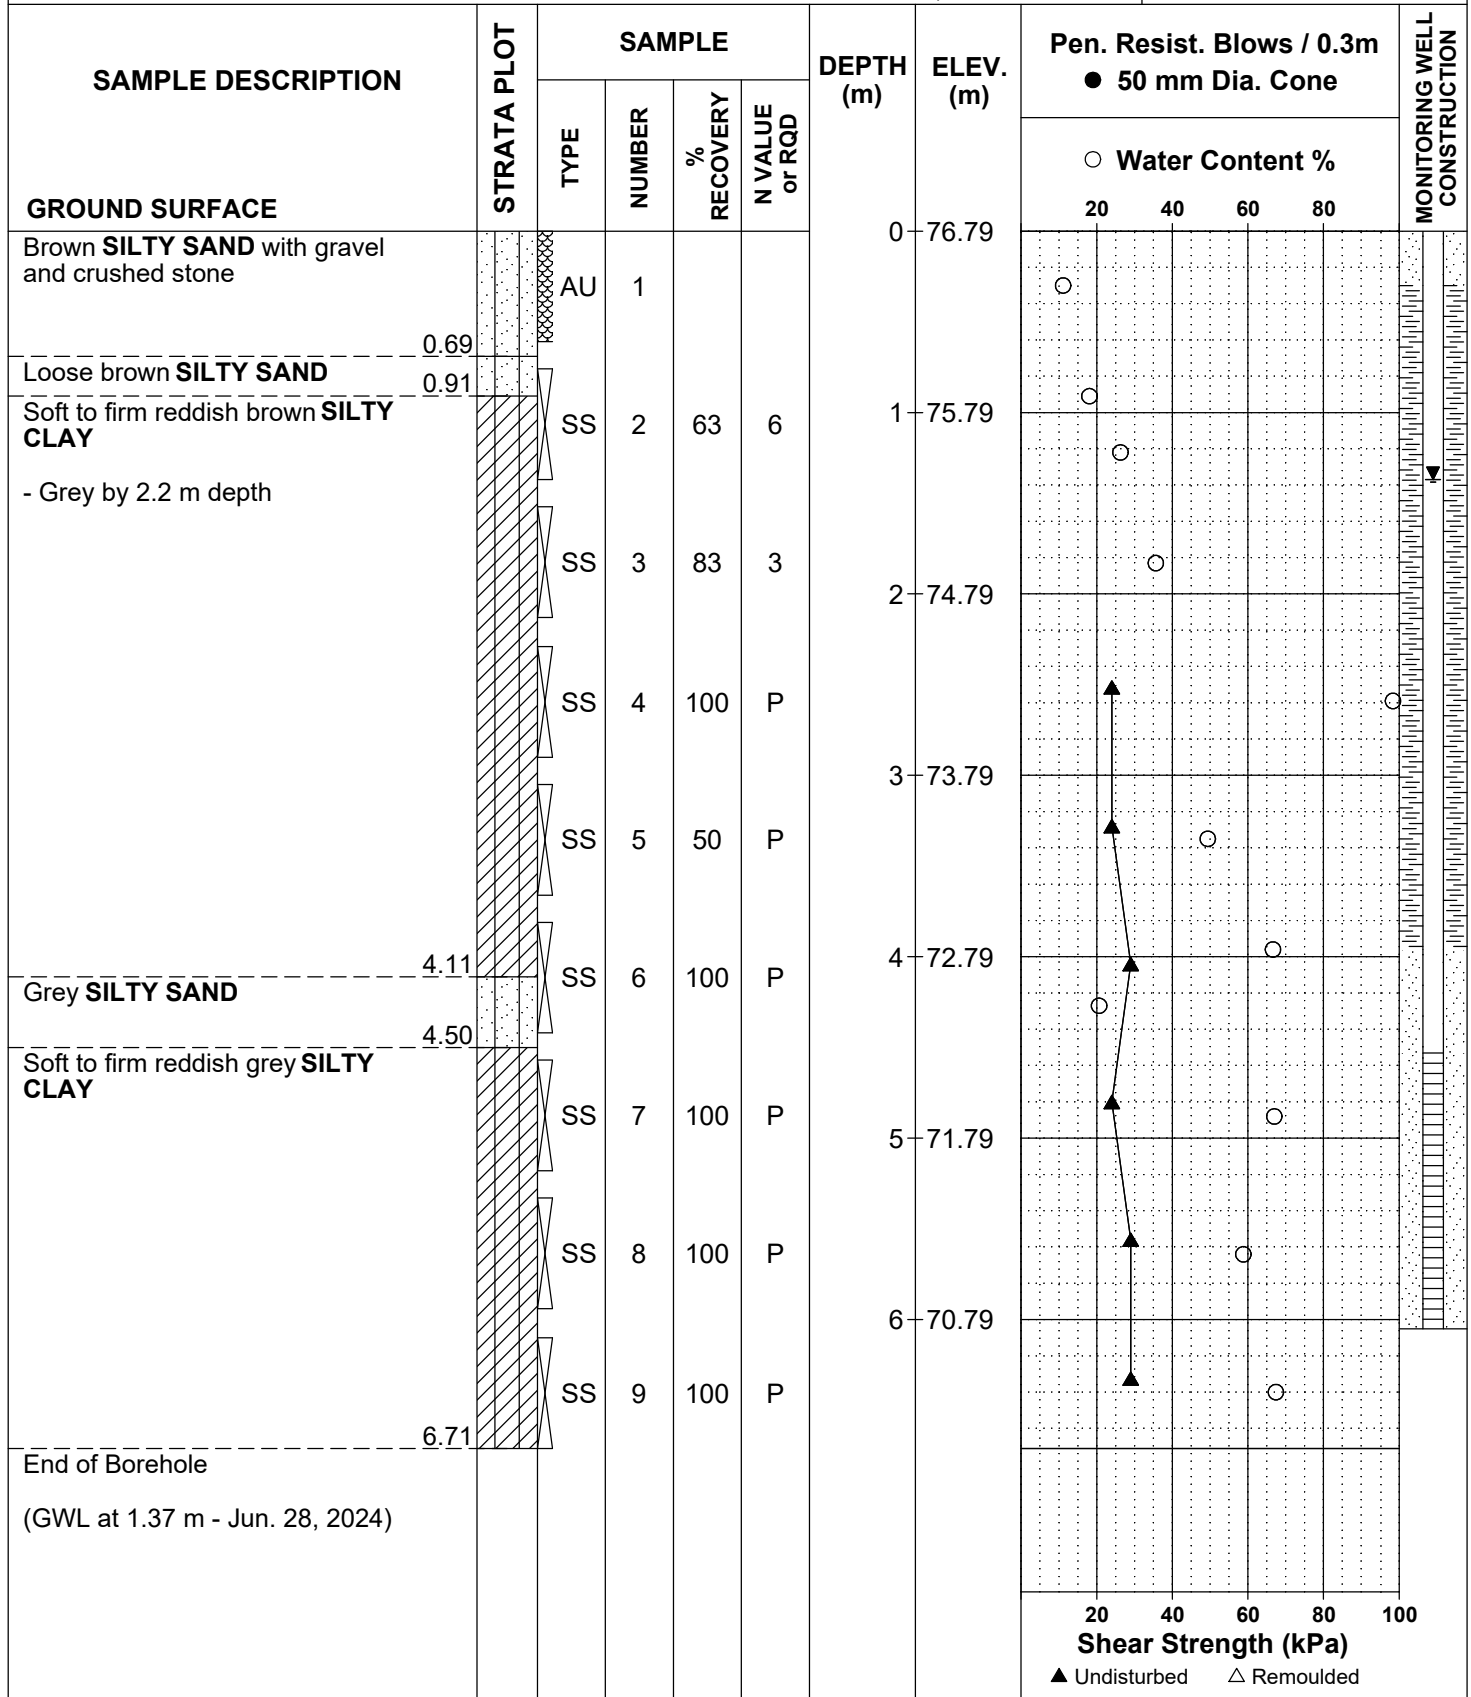 SAMPLE DESCRIPTION
GROUND SURFACE
STRATA PLOT
SAMPLE
TYPE
NUMBER
%
RECOVERY
N VALUE
or RQD
DEPTH
(m)
ELEV.
(m)
Pen. Resist. Blows / 0.3m
● 50 mm Dia. Cone
○ Water Content %
20 40 60 80
MONITORING WELL
CONSTRUCTION
0 76.79
Brown SILTY SAND with gravel
and crushed stone
AU 1
0.69
Loose brown SILTY SAND
0.91
Soft to firm reddish brown SILTY
CLAY
1 75.79
SS 2 63 6
- Grey by 2.2 m depth
SS 3 83 3
2 74.79
SS 4 100 P
3 73.79
SS 5 50 P
4 72.79
4.11
SS 6 100 P
Grey SILTY SAND
4.50
Soft to firm reddish grey SILTY
CLAY
SS 7 100 P
5 71.79
SS 8 100 P
6 70.79
SS 9 100 P
6.71
End of Borehole
(GWL at 1.37 m - Jun. 28, 2024)
20 40 60 80 100
Shear Strength (kPa)
▲ Undisturbed △ Remoulded